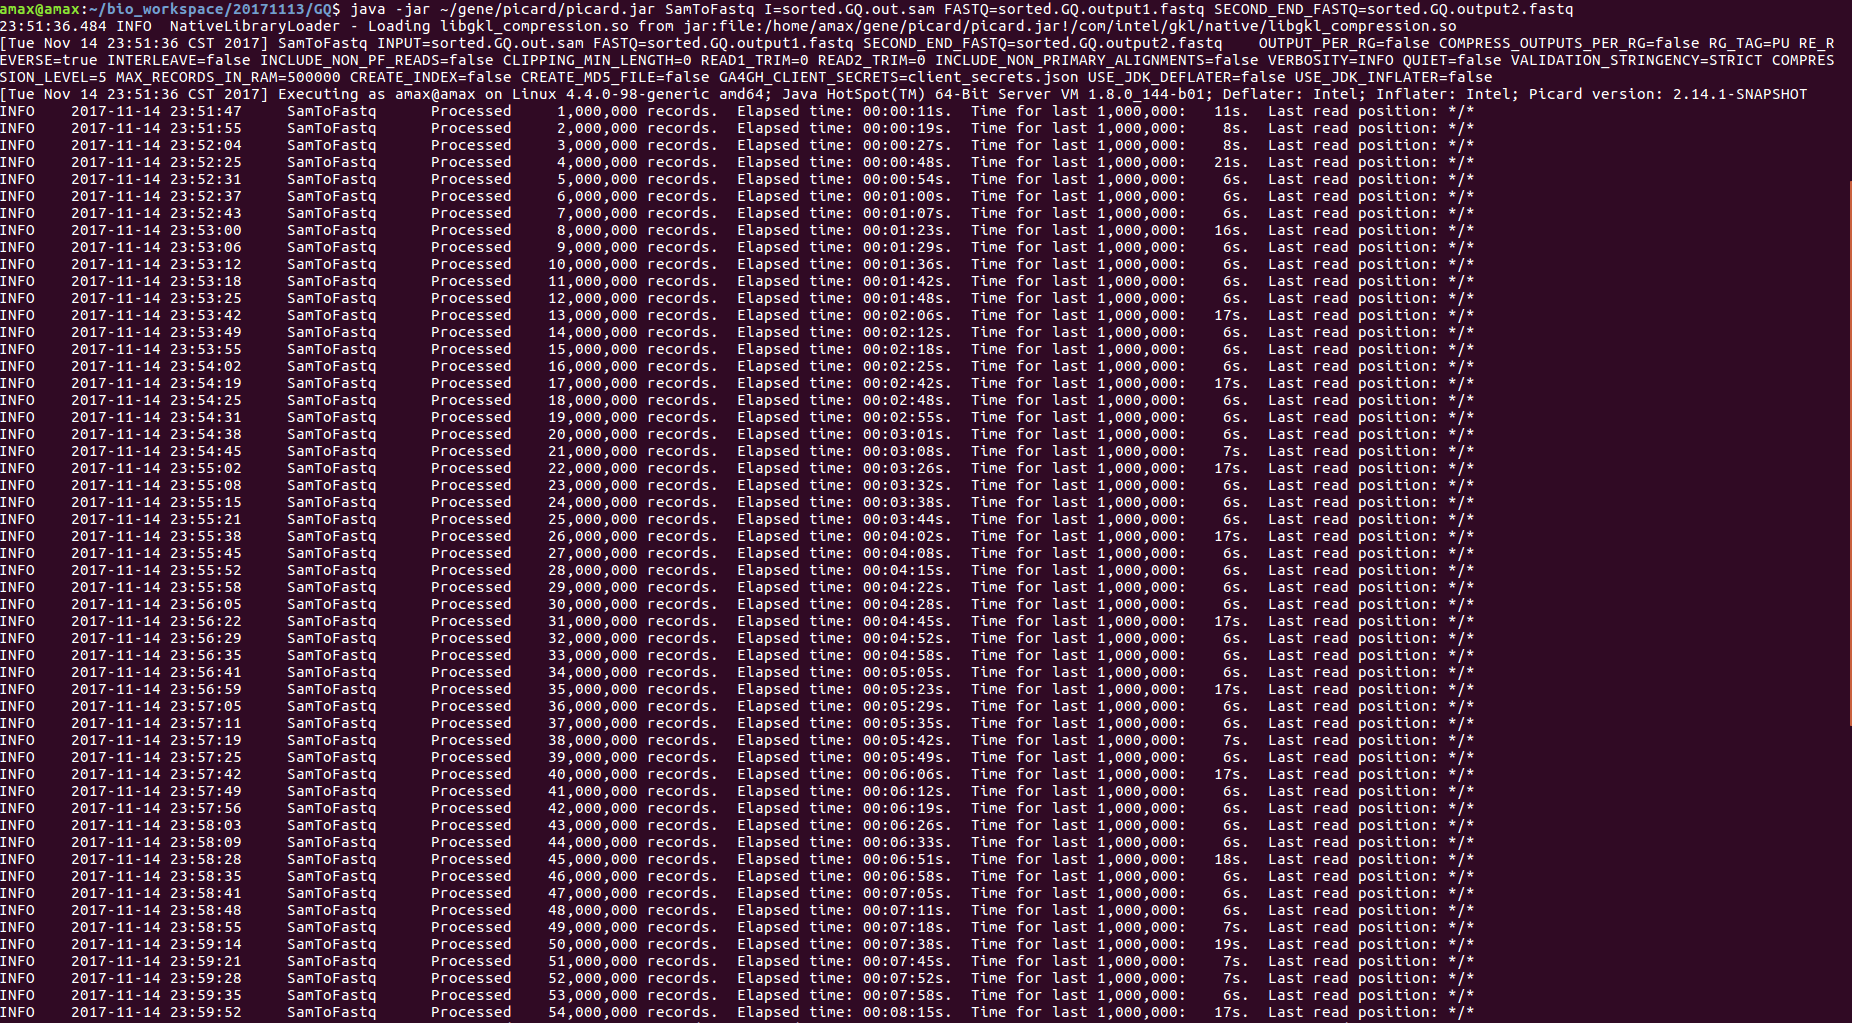 amax@amax:~/bio_workspace/20171113/GQ$ java -jar ~/gene/picard/picard.jar SamToFastq I=sorted.GQ.out.sam FASTQ=sorted.GQ.output1.fastq SECOND_END_FASTQ=sorted.GQ.output2.fastq
23:51:36.484 INFO  NativeLibraryLoader - Loading libgkl_compression.so from jar:file:/home/amax/gene/picard/picard.jar!/com/intel/gkl/native/libgkl_compression.so
[Tue Nov 14 23:51:36 CST 2017] SamToFastq INPUT=sorted.GQ.out.sam FASTQ=sorted.GQ.output1.fastq SECOND_END_FASTQ=sorted.GQ.output2.fastq    OUTPUT_PER_RG=false COMPRESS_OUTPUTS_PER_RG=false RG_TAG=PU RE_R
EVERSE=true INTERLEAVE=false INCLUDE_NON_PF_READS=false CLIPPING_MIN_LENGTH=0 READ1_TRIM=0 READ2_TRIM=0 INCLUDE_NON_PRIMARY_ALIGNMENTS=false VERBOSITY=INFO QUIET=false VALIDATION_STRINGENCY=STRICT COMPRES
SION_LEVEL=5 MAX_RECORDS_IN_RAM=500000 CREATE_INDEX=false CREATE_MD5_FILE=false GA4GH_CLIENT_SECRETS=client_secrets.json USE_JDK_DEFLATER=false USE_JDK_INFLATER=false
[Tue Nov 14 23:51:36 CST 2017] Executing as amax@amax on Linux 4.4.0-98-generic amd64; Java HotSpot(TM) 64-Bit Server VM 1.8.0_144-b01; Deflater: Intel; Inflater: Intel; Picard version: 2.14.1-SNAPSHOT
INFO 2017-11-14 23:51:47 SamToFastq Processed 1,000,000 records. Elapsed time: 00:00:11s. Time for last 1,000,000: 11s. Last read position: */*
INFO 2017-11-14 23:51:55 SamToFastq Processed 2,000,000 records. Elapsed time: 00:00:19s. Time for last 1,000,000: 8s. Last read position: */*
INFO 2017-11-14 23:52:04 SamToFastq Processed 3,000,000 records. Elapsed time: 00:00:27s. Time for last 1,000,000: 8s. Last read position: */*
INFO 2017-11-14 23:52:25 SamToFastq Processed 4,000,000 records. Elapsed time: 00:00:48s. Time for last 1,000,000: 21s. Last read position: */*
INFO 2017-11-14 23:52:31 SamToFastq Processed 5,000,000 records. Elapsed time: 00:00:54s. Time for last 1,000,000: 6s. Last read position: */*
INFO 2017-11-14 23:52:37 SamToFastq Processed 6,000,000 records. Elapsed time: 00:01:00s. Time for last 1,000,000: 6s. Last read position: */*
INFO 2017-11-14 23:52:43 SamToFastq Processed 7,000,000 records. Elapsed time: 00:01:07s. Time for last 1,000,000: 6s. Last read position: */*
INFO 2017-11-14 23:53:00 SamToFastq Processed 8,000,000 records. Elapsed time: 00:01:23s. Time for last 1,000,000: 16s. Last read position: */*
INFO 2017-11-14 23:53:06 SamToFastq Processed 9,000,000 records. Elapsed time: 00:01:29s. Time for last 1,000,000: 6s. Last read position: */*
INFO 2017-11-14 23:53:12 SamToFastq Processed 10,000,000 records. Elapsed time: 00:01:36s. Time for last 1,000,000: 6s. Last read position: */*
INFO 2017-11-14 23:53:18 SamToFastq Processed 11,000,000 records. Elapsed time: 00:01:42s. Time for last 1,000,000: 6s. Last read position: */*
INFO 2017-11-14 23:53:25 SamToFastq Processed 12,000,000 records. Elapsed time: 00:01:48s. Time for last 1,000,000: 6s. Last read position: */*
INFO 2017-11-14 23:53:42 SamToFastq Processed 13,000,000 records. Elapsed time: 00:02:06s. Time for last 1,000,000: 17s. Last read position: */*
INFO 2017-11-14 23:53:49 SamToFastq Processed 14,000,000 records. Elapsed time: 00:02:12s. Time for last 1,000,000: 6s. Last read position: */*
INFO 2017-11-14 23:53:55 SamToFastq Processed 15,000,000 records. Elapsed time: 00:02:18s. Time for last 1,000,000: 6s. Last read position: */*
INFO 2017-11-14 23:54:02 SamToFastq Processed 16,000,000 records. Elapsed time: 00:02:25s. Time for last 1,000,000: 6s. Last read position: */*
INFO 2017-11-14 23:54:19 SamToFastq Processed 17,000,000 records. Elapsed time: 00:02:42s. Time for last 1,000,000: 17s. Last read position: */*
INFO 2017-11-14 23:54:25 SamToFastq Processed 18,000,000 records. Elapsed time: 00:02:48s. Time for last 1,000,000: 6s. Last read position: */*
INFO 2017-11-14 23:54:31 SamToFastq Processed 19,000,000 records. Elapsed time: 00:02:55s. Time for last 1,000,000: 6s. Last read position: */*
INFO 2017-11-14 23:54:38 SamToFastq Processed 20,000,000 records. Elapsed time: 00:03:01s. Time for last 1,000,000: 6s. Last read position: */*
INFO 2017-11-14 23:54:45 SamToFastq Processed 21,000,000 records. Elapsed time: 00:03:08s. Time for last 1,000,000: 7s. Last read position: */*
INFO 2017-11-14 23:55:02 SamToFastq Processed 22,000,000 records. Elapsed time: 00:03:26s. Time for last 1,000,000: 17s. Last read position: */*
INFO 2017-11-14 23:55:08 SamToFastq Processed 23,000,000 records. Elapsed time: 00:03:32s. Time for last 1,000,000: 6s. Last read position: */*
INFO 2017-11-14 23:55:15 SamToFastq Processed 24,000,000 records. Elapsed time: 00:03:38s. Time for last 1,000,000: 6s. Last read position: */*
INFO 2017-11-14 23:55:21 SamToFastq Processed 25,000,000 records. Elapsed time: 00:03:44s. Time for last 1,000,000: 6s. Last read position: */*
INFO 2017-11-14 23:55:38 SamToFastq Processed 26,000,000 records. Elapsed time: 00:04:02s. Time for last 1,000,000: 17s. Last read position: */*
INFO 2017-11-14 23:55:45 SamToFastq Processed 27,000,000 records. Elapsed time: 00:04:08s. Time for last 1,000,000: 6s. Last read position: */*
INFO 2017-11-14 23:55:52 SamToFastq Processed 28,000,000 records. Elapsed time: 00:04:15s. Time for last 1,000,000: 6s. Last read position: */*
INFO 2017-11-14 23:55:58 SamToFastq Processed 29,000,000 records. Elapsed time: 00:04:22s. Time for last 1,000,000: 6s. Last read position: */*
INFO 2017-11-14 23:56:05 SamToFastq Processed 30,000,000 records. Elapsed time: 00:04:28s. Time for last 1,000,000: 6s. Last read position: */*
INFO 2017-11-14 23:56:22 SamToFastq Processed 31,000,000 records. Elapsed time: 00:04:45s. Time for last 1,000,000: 17s. Last read position: */*
INFO 2017-11-14 23:56:29 SamToFastq Processed 32,000,000 records. Elapsed time: 00:04:52s. Time for last 1,000,000: 6s. Last read position: */*
INFO 2017-11-14 23:56:35 SamToFastq Processed 33,000,000 records. Elapsed time: 00:04:58s. Time for last 1,000,000: 6s. Last read position: */*
INFO 2017-11-14 23:56:41 SamToFastq Processed 34,000,000 records. Elapsed time: 00:05:05s. Time for last 1,000,000: 6s. Last read position: */*
INFO 2017-11-14 23:56:59 SamToFastq Processed 35,000,000 records. Elapsed time: 00:05:23s. Time for last 1,000,000: 17s. Last read position: */*
INFO 2017-11-14 23:57:05 SamToFastq Processed 36,000,000 records. Elapsed time: 00:05:29s. Time for last 1,000,000: 6s. Last read position: */*
INFO 2017-11-14 23:57:11 SamToFastq Processed 37,000,000 records. Elapsed time: 00:05:35s. Time for last 1,000,000: 6s. Last read position: */*
INFO 2017-11-14 23:57:19 SamToFastq Processed 38,000,000 records. Elapsed time: 00:05:42s. Time for last 1,000,000: 7s. Last read position: */*
INFO 2017-11-14 23:57:25 SamToFastq Processed 39,000,000 records. Elapsed time: 00:05:49s. Time for last 1,000,000: 6s. Last read position: */*
INFO 2017-11-14 23:57:42 SamToFastq Processed 40,000,000 records. Elapsed time: 00:06:06s. Time for last 1,000,000: 17s. Last read position: */*
INFO 2017-11-14 23:57:49 SamToFastq Processed 41,000,000 records. Elapsed time: 00:06:12s. Time for last 1,000,000: 6s. Last read position: */*
INFO 2017-11-14 23:57:56 SamToFastq Processed 42,000,000 records. Elapsed time: 00:06:19s. Time for last 1,000,000: 6s. Last read position: */*
INFO 2017-11-14 23:58:03 SamToFastq Processed 43,000,000 records. Elapsed time: 00:06:26s. Time for last 1,000,000: 6s. Last read position: */*
INFO 2017-11-14 23:58:09 SamToFastq Processed 44,000,000 records. Elapsed time: 00:06:33s. Time for last 1,000,000: 6s. Last read position: */*
INFO 2017-11-14 23:58:28 SamToFastq Processed 45,000,000 records. Elapsed time: 00:06:51s. Time for last 1,000,000: 18s. Last read position: */*
INFO 2017-11-14 23:58:35 SamToFastq Processed 46,000,000 records. Elapsed time: 00:06:58s. Time for last 1,000,000: 6s. Last read position: */*
INFO 2017-11-14 23:58:41 SamToFastq Processed 47,000,000 records. Elapsed time: 00:07:05s. Time for last 1,000,000: 6s. Last read position: */*
INFO 2017-11-14 23:58:48 SamToFastq Processed 48,000,000 records. Elapsed time: 00:07:11s. Time for last 1,000,000: 6s. Last read position: */*
INFO 2017-11-14 23:58:55 SamToFastq Processed 49,000,000 records. Elapsed time: 00:07:18s. Time for last 1,000,000: 7s. Last read position: */*
INFO 2017-11-14 23:59:14 SamToFastq Processed 50,000,000 records. Elapsed time: 00:07:38s. Time for last 1,000,000: 19s. Last read position: */*
INFO 2017-11-14 23:59:21 SamToFastq Processed 51,000,000 records. Elapsed time: 00:07:45s. Time for last 1,000,000: 7s. Last read position: */*
INFO 2017-11-14 23:59:28 SamToFastq Processed 52,000,000 records. Elapsed time: 00:07:52s. Time for last 1,000,000: 7s. Last read position: */*
INFO 2017-11-14 23:59:35 SamToFastq Processed 53,000,000 records. Elapsed time: 00:07:58s. Time for last 1,000,000: 6s. Last read position: */*
INFO 2017-11-14 23:59:52 SamToFastq Processed 54,000,000 records. Elapsed time: 00:08:15s. Time for last 1,000,000: 17s. Last read position: */*